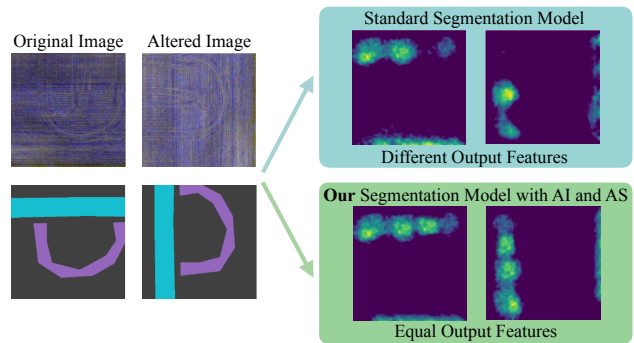 Original Image
Altered Image
Standard Segmentation Model
Different Output Features
Our Segmentation Model with AI and AS
Equal Output Features